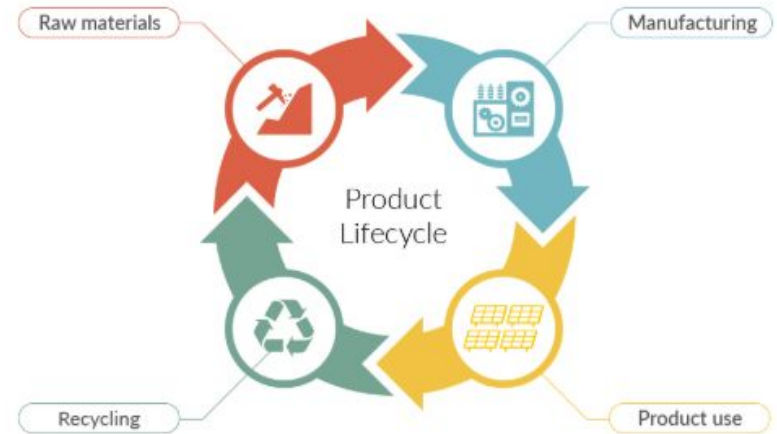 Raw materials
Manufacturing
Product
Lifecycle
Recycling
Product use